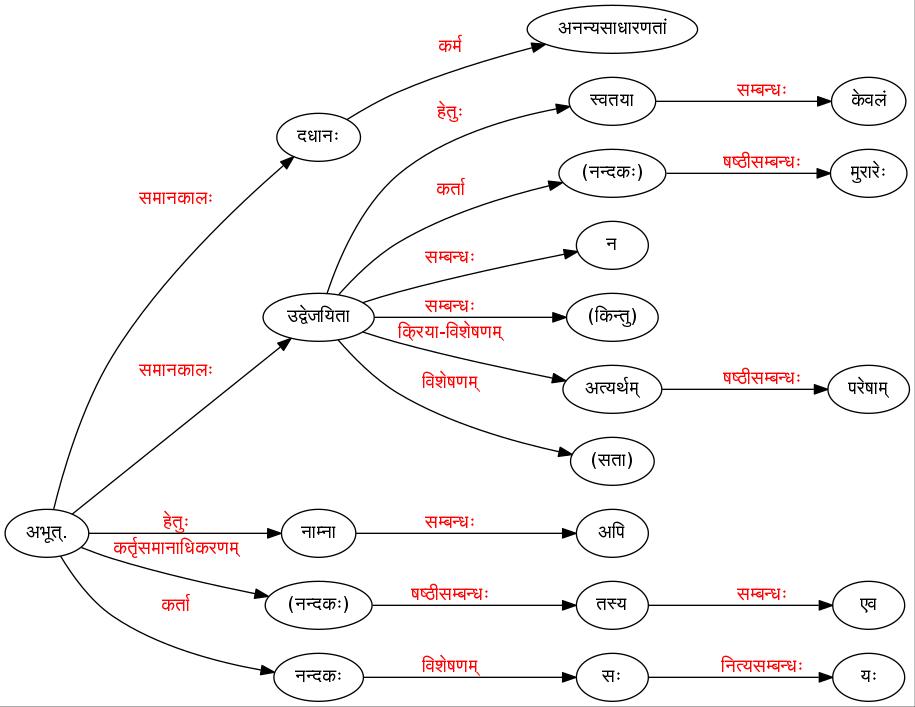 अनन्यसाधारणतां
कर्म
स्वतया
सम्बन्धः
केवलं
हेतुः
दधानः
(नन्दकः)
षष्ठीसम्बन्धः
मुरारेः
कर्ता
समानकालः
न
सम्बन्धः
उद्वेजयिता
सम्बन्धः
(किन्तु)
क्रिया-विशेषणम्
समानकालः
विशेषणम्
अत्यर्थम्
षष्ठीसम्बन्धः
परेषाम्
(सता)
अभूत्.
हेतुः
नाम्ना
सम्बन्धः
अपि
कर्तृसमानाधिकरणम्
(नन्दकः)
षष्ठीसम्बन्धः
तस्य
सम्बन्धः
एव
कर्ता
नन्दकः
विशेषणम्
सः
नित्यसम्बन्धः
यः